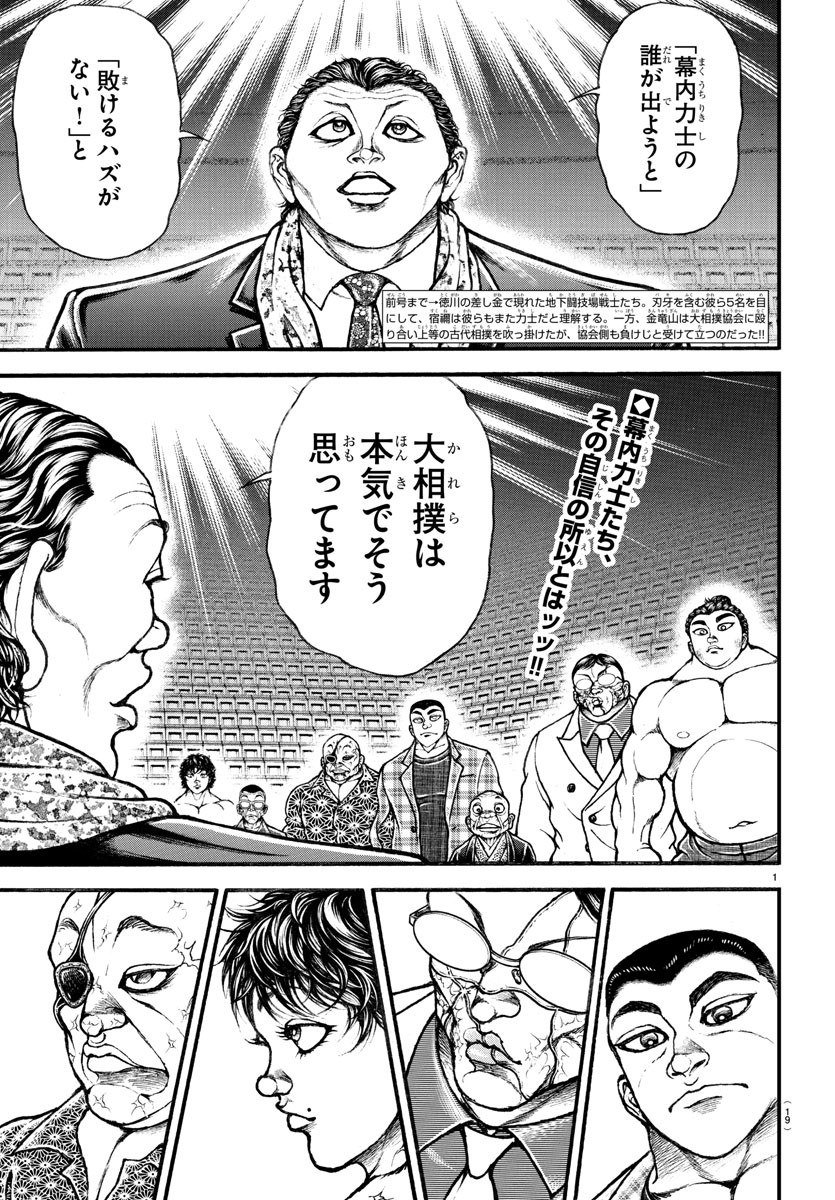 「幕内力士の
誰が出ようと」
「敗けるハズが
ない!」と
前号まで→徳川の差し金で現れた地下闘技場戦士たち。刃牙を含む彼ら5名を目
にして、宿禰は彼らもまた力士だと理解する。一方、金竜山は大相撲協会に殴
り合い上等の古代相撲を吹っ掛けたが、協会側も負けじと受けて立つのだった!!
◆幕内力士たち、
その自信の所以とはッッ!!
大相撲は
本気でそう
思ってます
1
(19)